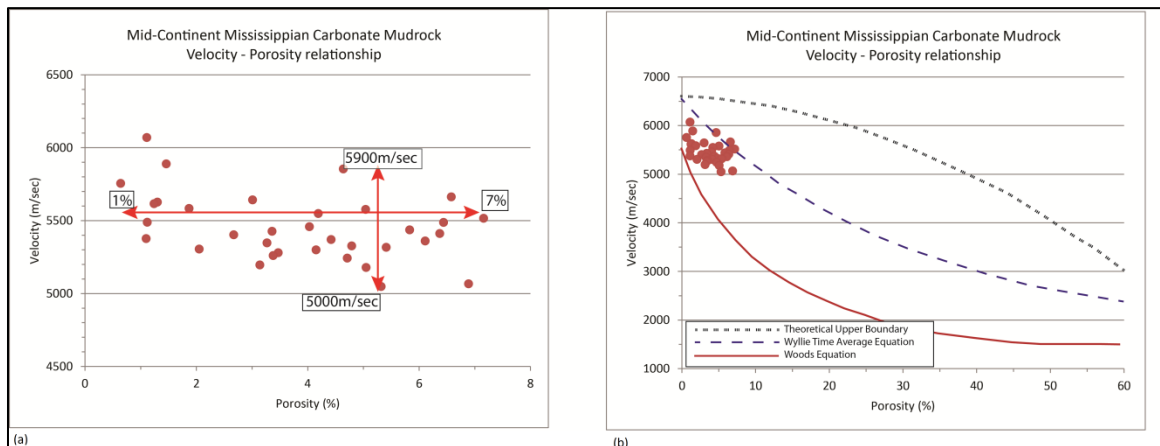 Mid-Continent Mississippian Carbonate Mudrock
Velocity - Porosity relationship
6500
6000
5500
5000
4500
Velocity (m/sec)
5900m/sec
1%
7%
5000m/sec
0
2
4
6
8
Porosity (%)
(a)
Mid-Continent Mississippian Carbonate Mudrock
Velocity - Porosity relationship
7000
6000
5000
4000
3000
2000
1000
Velocity (m/sec)
Theoretical Upper Boundary
Wyllie Time Average Equation
Woods Equation
0
10
20
30
40
50
60
Porosity (%)
(b)